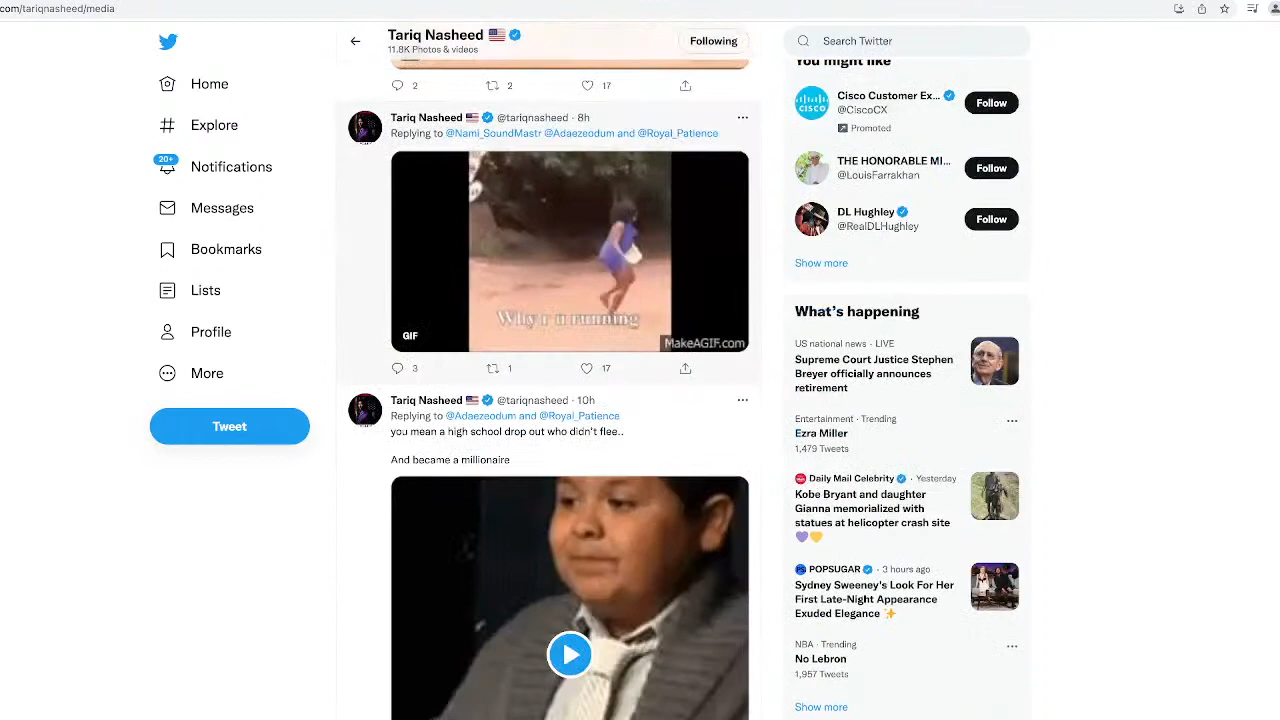 com/tariqnasheed/media
Tariq Nasheed 🇺🇸
11.8K Photos & videos
Following
Search Twitter
Home
Explore
20+
Notifications
Messages
Bookmarks
Lists
Profile
More
Tweet
2
2
17
Tariq Nasheed 🇺🇸 @tariqnasheed · 8h
Replying to @Nami_SoundMastr @Adaezeodum and @Royal_Patience
Why r u running
GIF
MakeAGIF.com
3
1
17
Tariq Nasheed 🇺🇸 @tariqnasheed · 10h
Replying to @Adaezeodum and @Royal_Patience
you mean a high school drop out who didn't flee..
And became a millionaire
You might like
CISCO
Cisco Customer Ex...
@CiscoCX
Promoted
Follow
THE HONORABLE MI...
@LouisFarrakhan
Follow
DL Hughley
@RealDLHughley
Follow
Show more
What's happening
US national news · LIVE
Supreme Court Justice Stephen
Breyer officially announces
retirement
Entertainment · Trending
Ezra Miller
1,479 Tweets
Daily Mail Celebrity · Yesterday
Kobe Bryant and daughter
Gianna memorialized with
statues at helicopter crash site
💜💛
POPSUGAR · 3 hours ago
Sydney Sweeney's Look For Her
First Late-Night Appearance
Exuded Elegance ✨
NBA · Trending
No Lebron
1,957 Tweets
Show more